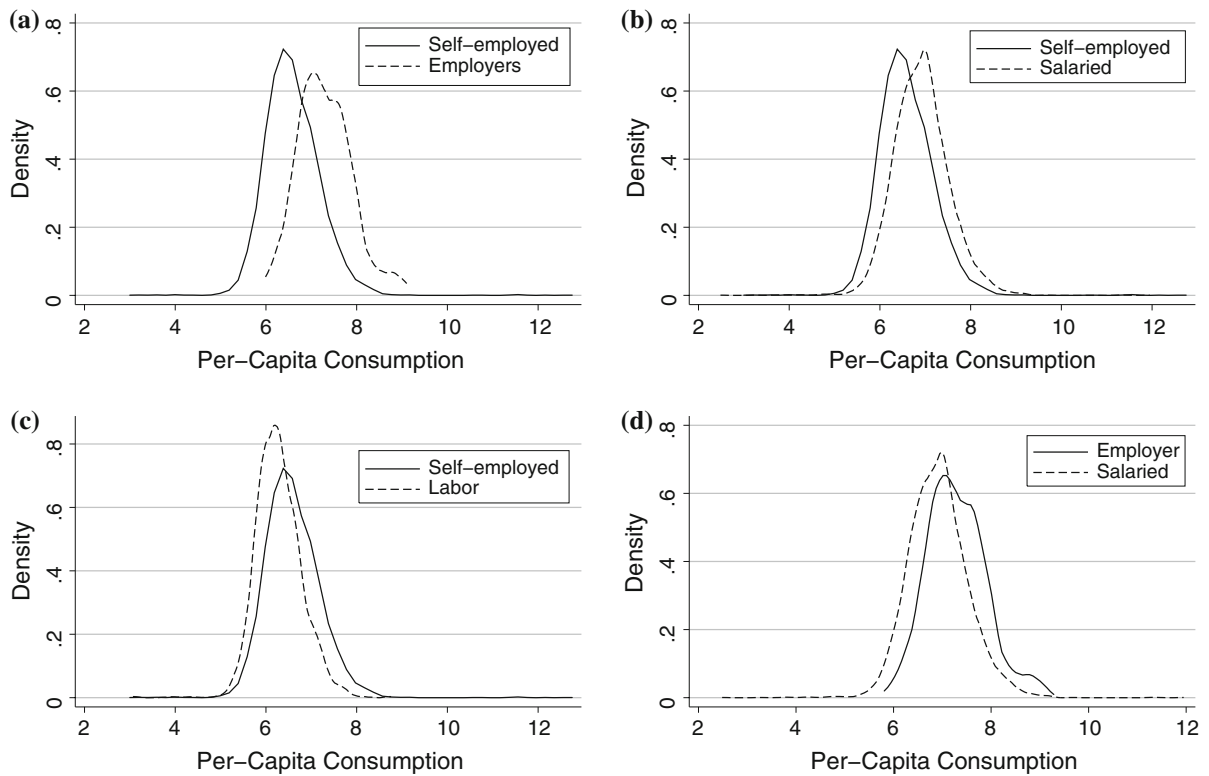 (a)
.8
.6
.4
.2
0
Density
Self-employed
Employers
2 4 6 8 10 12
Per-Capita Consumption
(b)
.8
.6
.4
.2
0
Density
Self-employed
Salaried
2 4 6 8 10 12
Per-Capita Consumption
(c)
.8
.6
.4
.2
0
Density
Self-employed
Labor
2 4 6 8 10 12
Per-Capita Consumption
(d)
.8
.6
.4
.2
0
Density
Employer
Salaried
2 4 6 8 10 12
Per-Capita Consumption